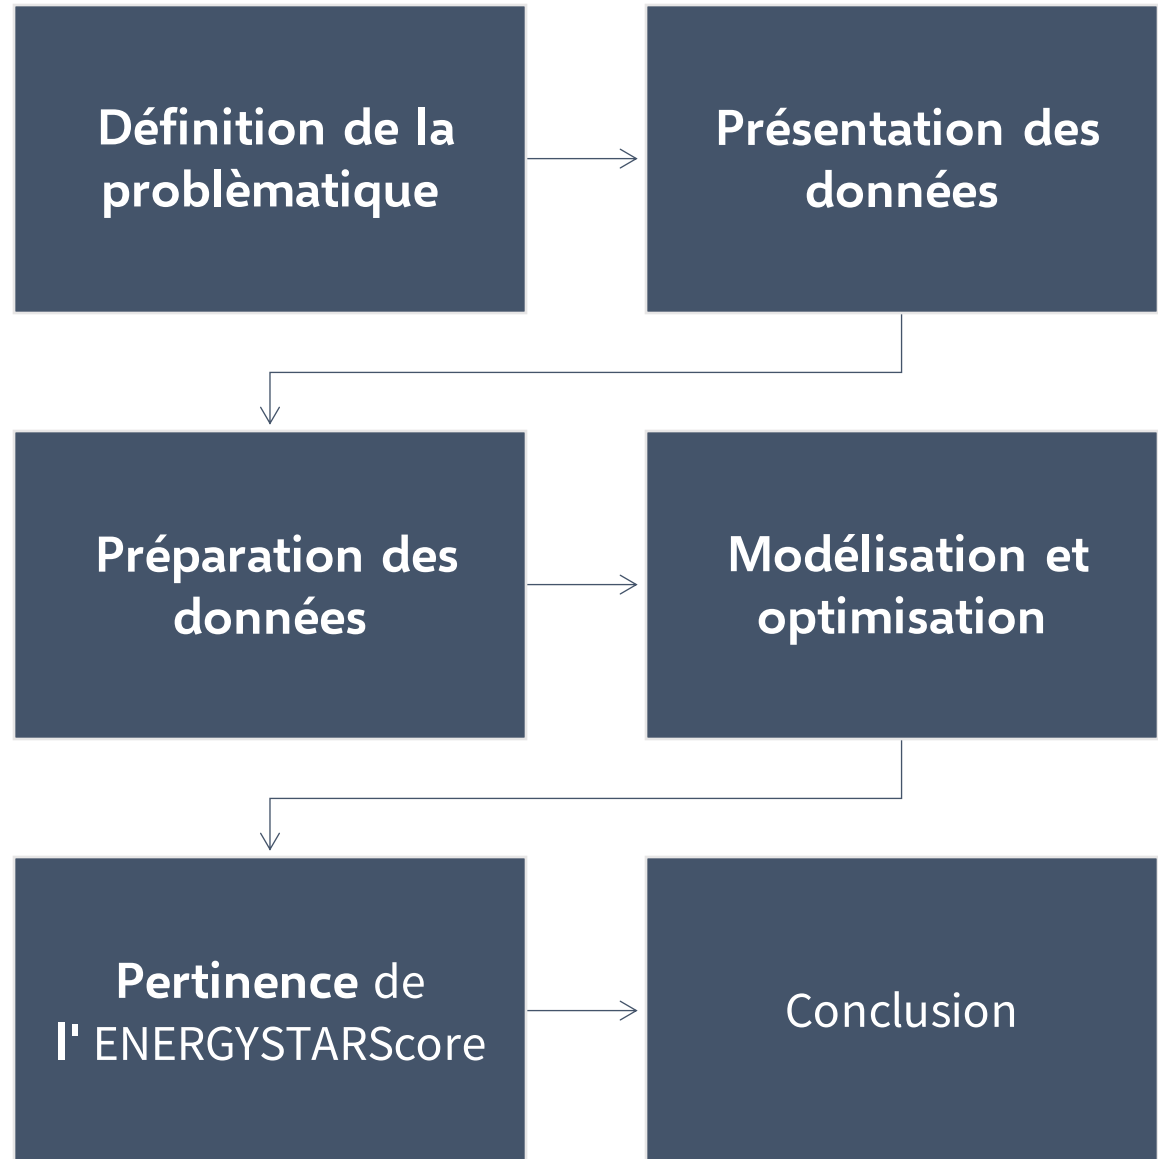 Définition de la
problèmatique
Présentation des
données
Préparation des
données
Modélisation et
optimisation
Pertinence de
l' ENERGYSTARScore
Conclusion